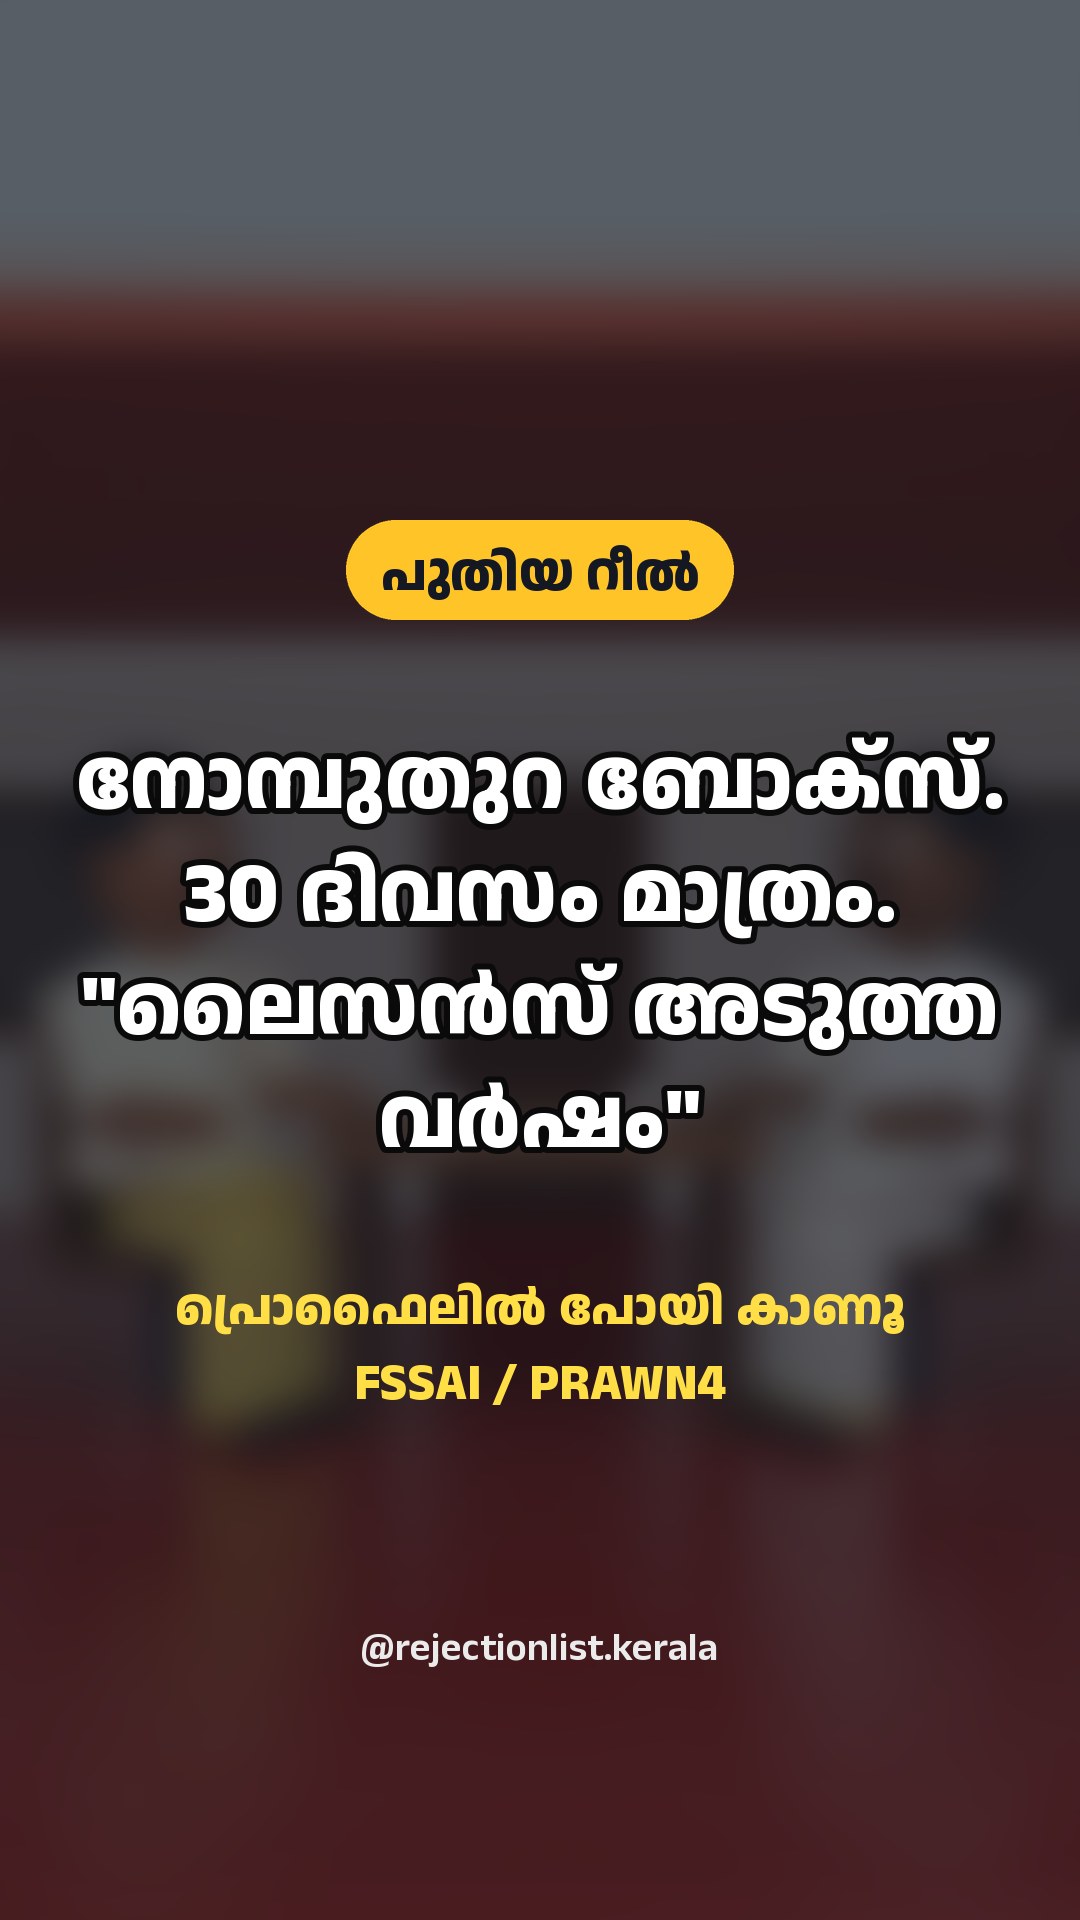 പുതിയ റീൽ
നോമ്പുതുറ ബോക്സ്.
30 ദിവസം മാത്രം.
"ലൈസൻസ് അടുത്ത
വർഷം"
പ്രൊഫൈലിൽ പോയി കാണൂ
FSSAI / PRAWN4
@rejectionlist.kerala